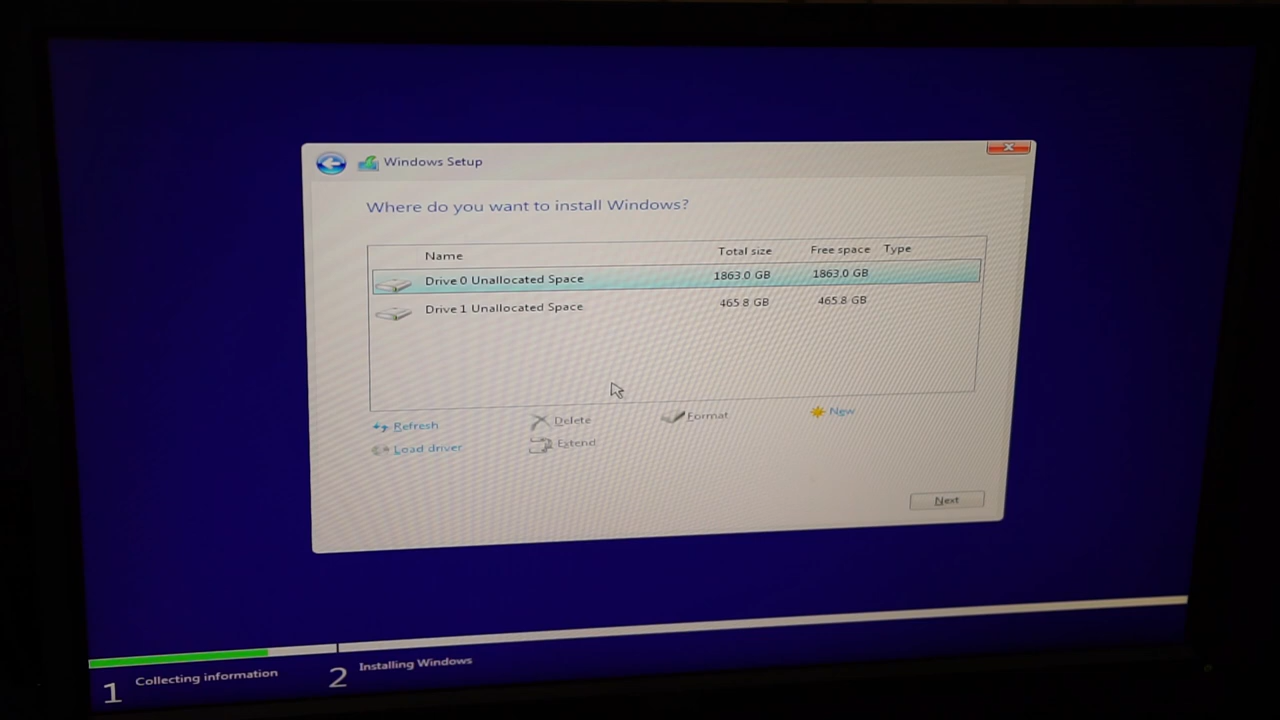 Windows Setup
Where do you want to install Windows?
Name Total size Free space Type
Drive 0 Unallocated Space 1863.0 GB 1863.0 GB
Drive 1 Unallocated Space 465.8 GB 465.8 GB
Refresh Delete Format New
Load driver Extend
Next
1 Collecting information 2 Installing Windows